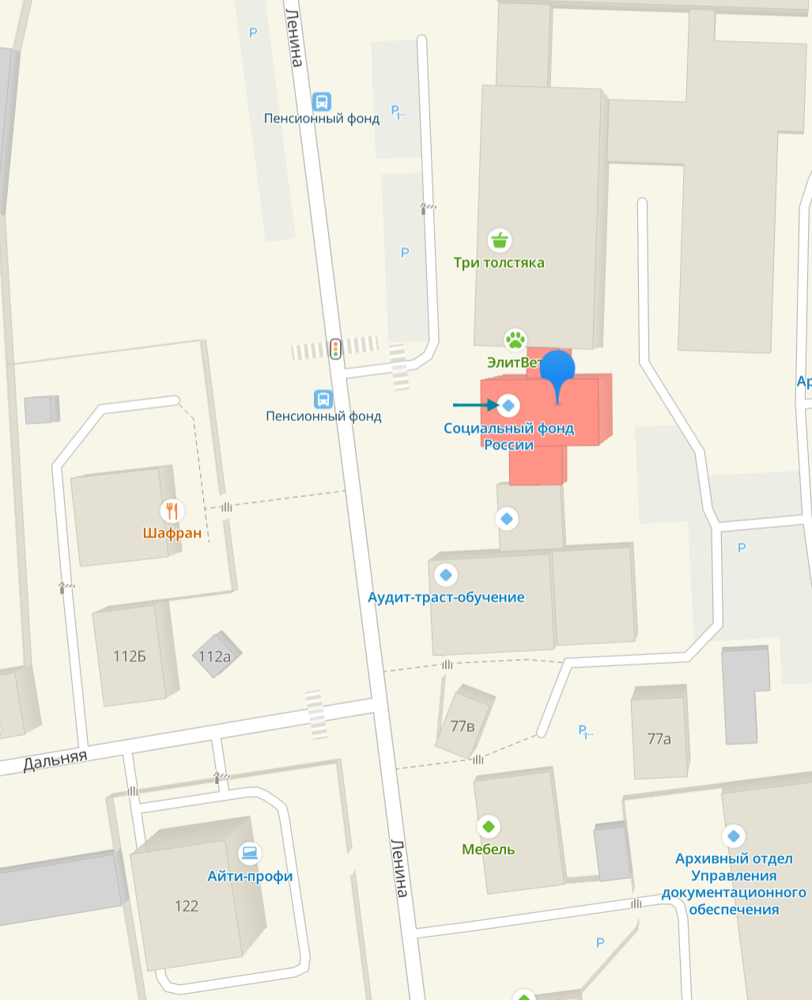 Ленина
P
Пенсионный фонд
P
P
Три толстяка
ЭлитВет
Ар
Пенсионный фонд
Социальный фонд
России
Шафран
P
Аудит-траст-обучение
112Б
112а
77в
P
77а
Дальняя
Ленина
Мебель
Айти-профи
Архивный отдел
Управления
документационного
обеспечения
122
P